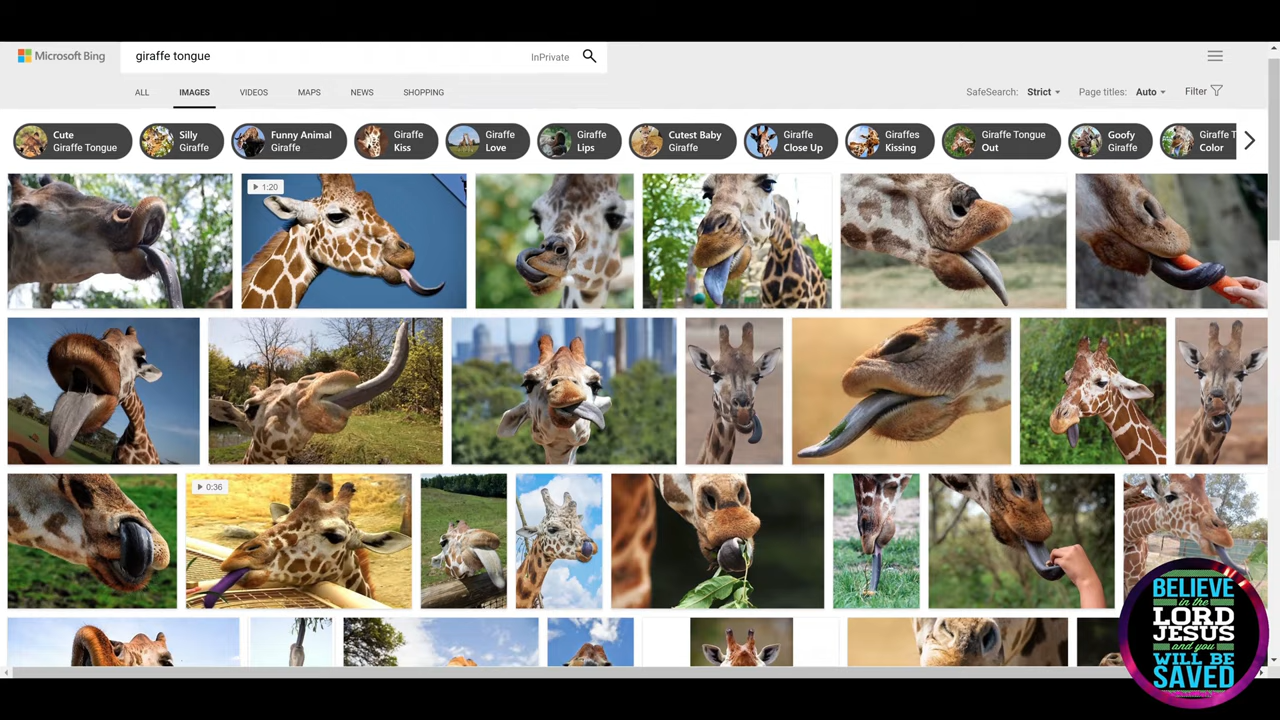 Microsoft Bing
giraffe tongue
InPrivate
ALL
IMAGES
VIDEOS
MAPS
NEWS
SHOPPING
SafeSearch: Strict
Page titles: Auto
Filter
Cute
Giraffe Tongue
Silly
Giraffe
Funny Animal
Giraffe
Giraffe
Kiss
Giraffe
Love
Giraffe
Lips
Cutest Baby
Giraffe
Giraffe
Close Up
Giraffes
Kissing
Giraffe Tongue
Out
Goofy
Giraffe
Giraffe T
Color
1:20
0:36
BELIEVE
in the
LORD
JESUS
and you
WILL BE
SAVED